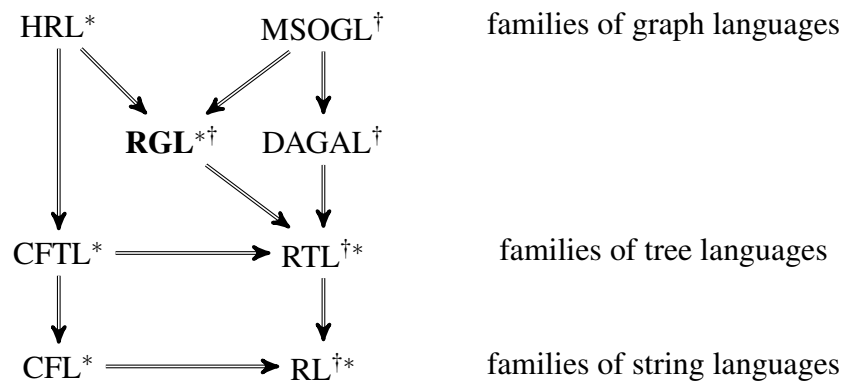 HRL* MSOGL† families of graph languages
RGL*† DAGAL†
CFTL* RTL†* families of tree languages
CFL* RL†* families of string languages